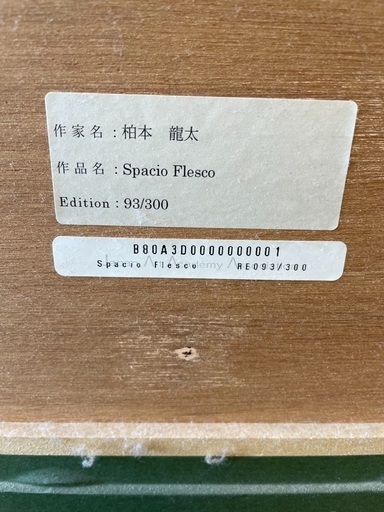 作家名：柏本 龍太
作品名：Spacio Flesco
Edition：93/300
B80A3D0000000001
Spacio Flesco RE093/300